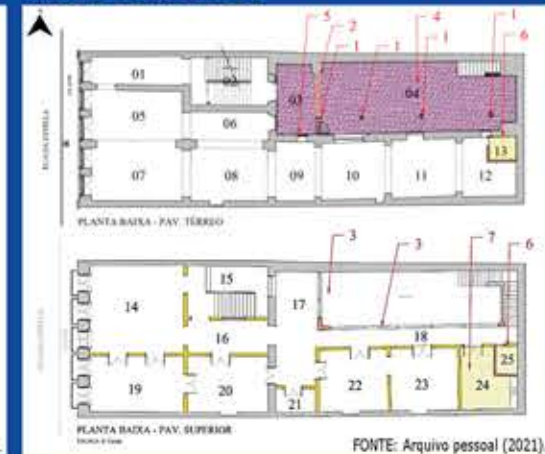 5 2 4 1
1 1 1 6
01 02
03 04
05 06
13
07 08 09 10 11 12
PLANTA BAIXA - PAV. TÉRREO
3 3 7 6
15
14 17
16 18
25
19 20 21 22 23 24
PLANTA BAIXA - PAV. SUPERIOR
FONTE: Arquivo pessoal (2021).